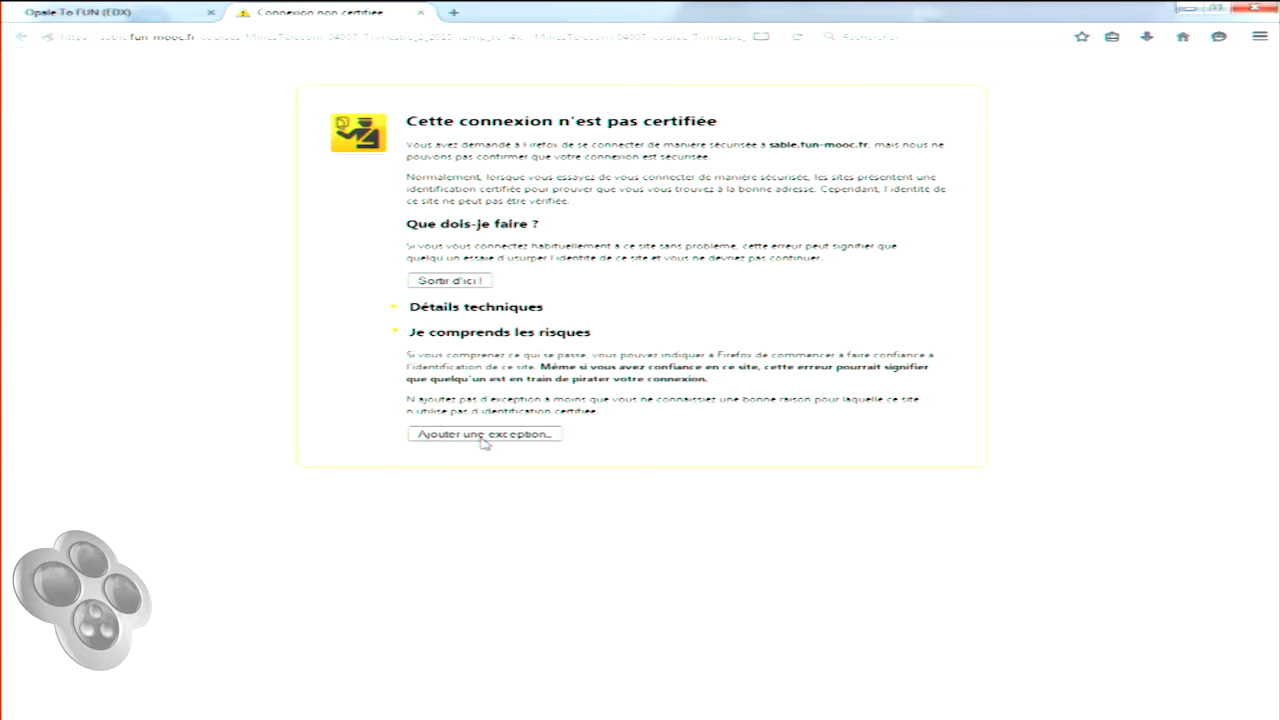 Opale To FUN (EDX)
Connexion non certifiée
Rechercher
Cette connexion n'est pas certifiée
Vous avez demandé à Firefox de se connecter de manière sécurisée à sable.fun-mooc.fr, mais nous ne
pouvons pas confirmer que votre connexion est sécurisée.
Normalement, lorsque vous essayez de vous connecter de manière sécurisée, les sites présentent une
identification certifiée pour prouver que vous vous trouvez à la bonne adresse. Cependant, l'identité de
ce site ne peut pas être vérifiée.
Que dois-je faire ?
Si vous vous connectez habituellement à ce site sans problème, cette erreur peut signifier que
quelqu'un essaie d'usurper l'identité de ce site et vous ne devriez pas continuer.
Sortir d'ici !
Détails techniques
Je comprends les risques
Si vous comprenez ce qui se passe, vous pouvez indiquer à Firefox de commencer à faire confiance à
l'identification de ce site. Même si vous avez confiance en ce site, cette erreur pourrait signifier
que quelqu'un est en train de pirater votre connexion.
N'ajoutez pas d'exception à moins que vous ne connaissiez une bonne raison pour laquelle ce site
n'utilise pas d'identification certifiée.
Ajouter une exception...